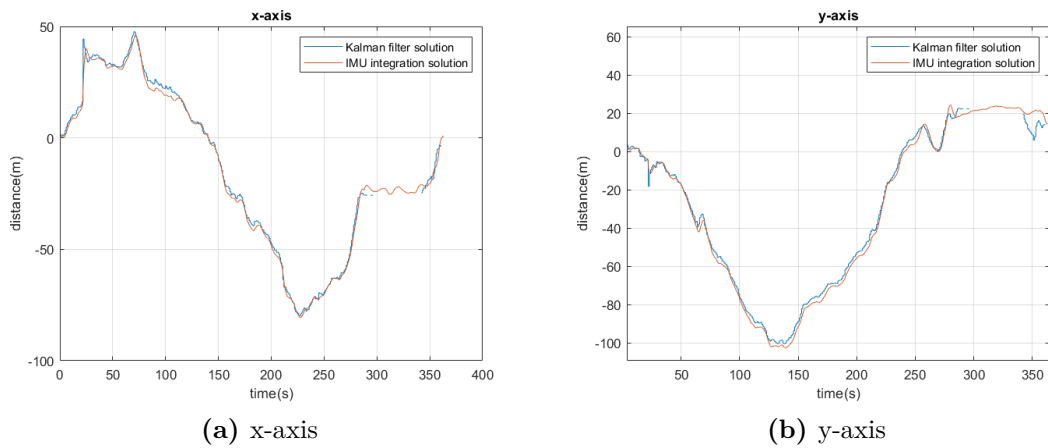 x-axis
50
0
-50
-100
distance(m)
0 50 100 150 200 250 300 350 400
time(s)
Kalman filter solution
IMU integration solution
(a) x-axis
y-axis
60
40
20
0
-20
-40
-60
-80
-100
distance(m)
50 100 150 200 250 300 350
time(s)
Kalman filter solution
IMU integration solution
(b) y-axis